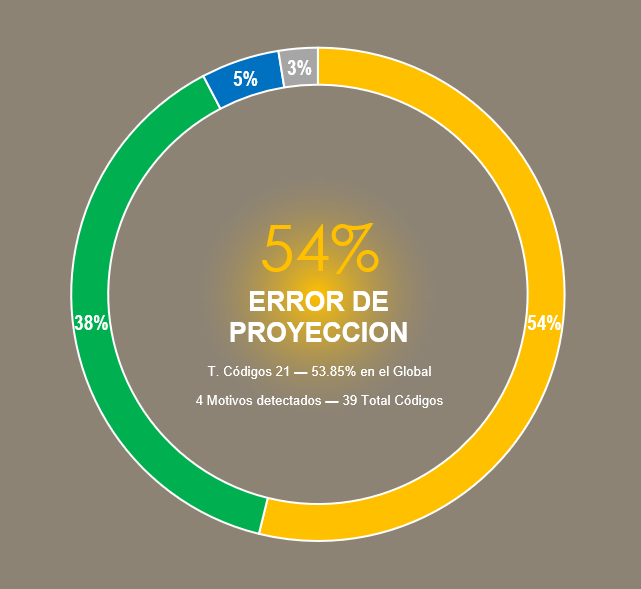 3%
5%
54%
ERROR DE
PROYECCION
38%
54%
T. Códigos 21 — 53.85% en el Global
4 Motivos detectados — 39 Total Códigos